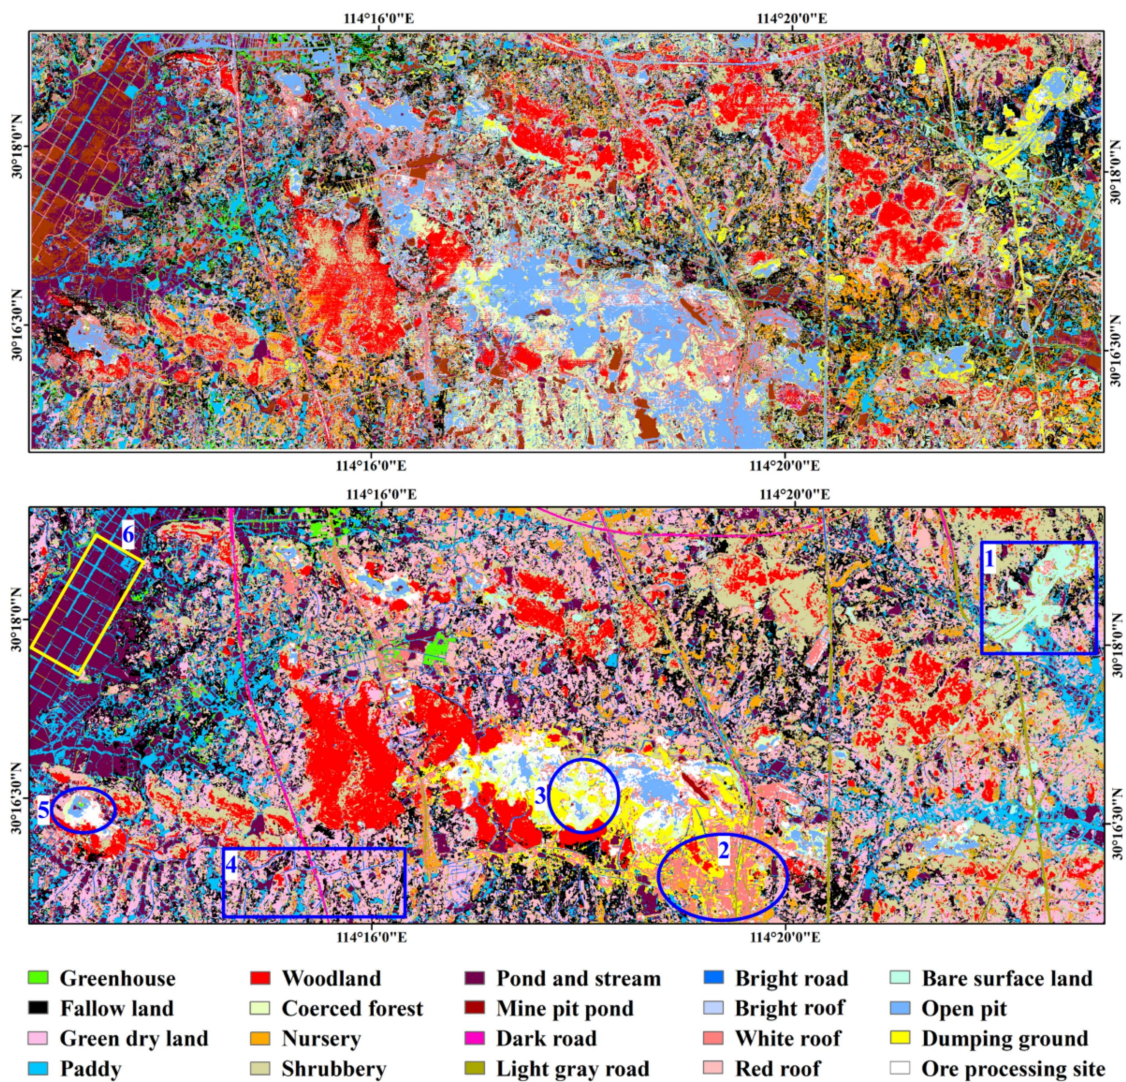 114°16'0"E 114°20'0"E
30°18'0"N
30°18'0"N
30°16'30"N
30°16'30"N
114°16'0"E 114°20'0"E
114°16'0"E 114°20'0"E
6
1
30°18'0"N
30°18'0"N
30°16'30"N
30°16'30"N
5
3
4
2
114°16'0"E 114°20'0"E
Greenhouse Woodland Pond and stream Bright road Bare surface land
Fallow land Coerced forest Mine pit pond Bright roof Open pit
Green dry land Nursery Dark road White roof Dumping ground
Paddy Shrubbery Light gray road Red roof Ore processing site